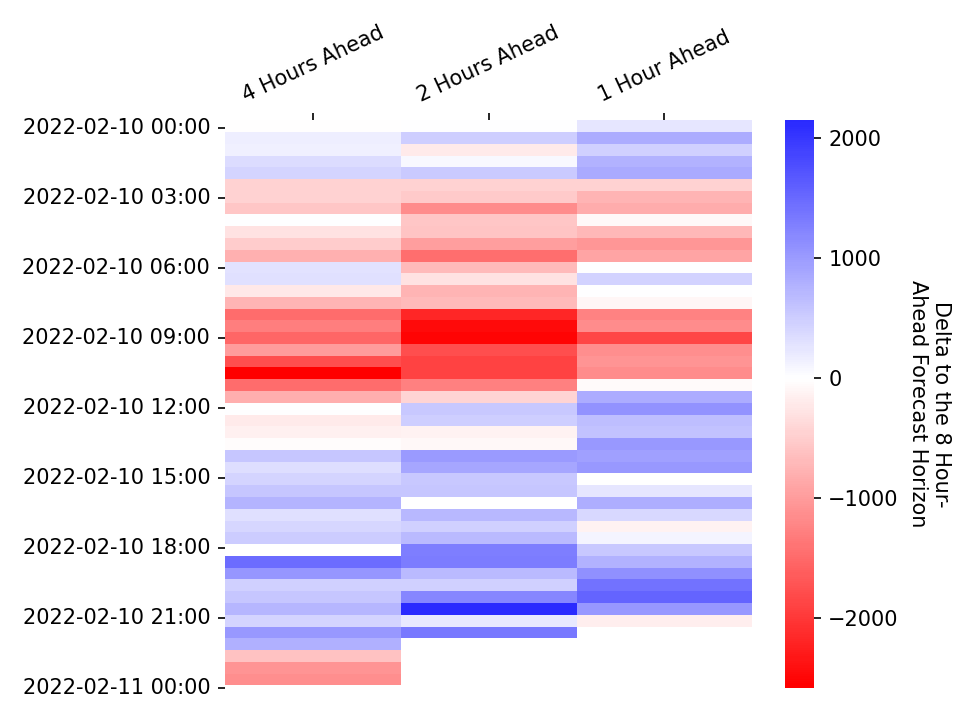 4 Hours Ahead
2 Hours Ahead
1 Hour Ahead
2022-02-10 00:00
2022-02-10 03:00
2022-02-10 06:00
2022-02-10 09:00
2022-02-10 12:00
2022-02-10 15:00
2022-02-10 18:00
2022-02-10 21:00
2022-02-11 00:00
2000
1000
0
−1000
−2000
Delta to the 8 Hour-
Ahead Forecast Horizon